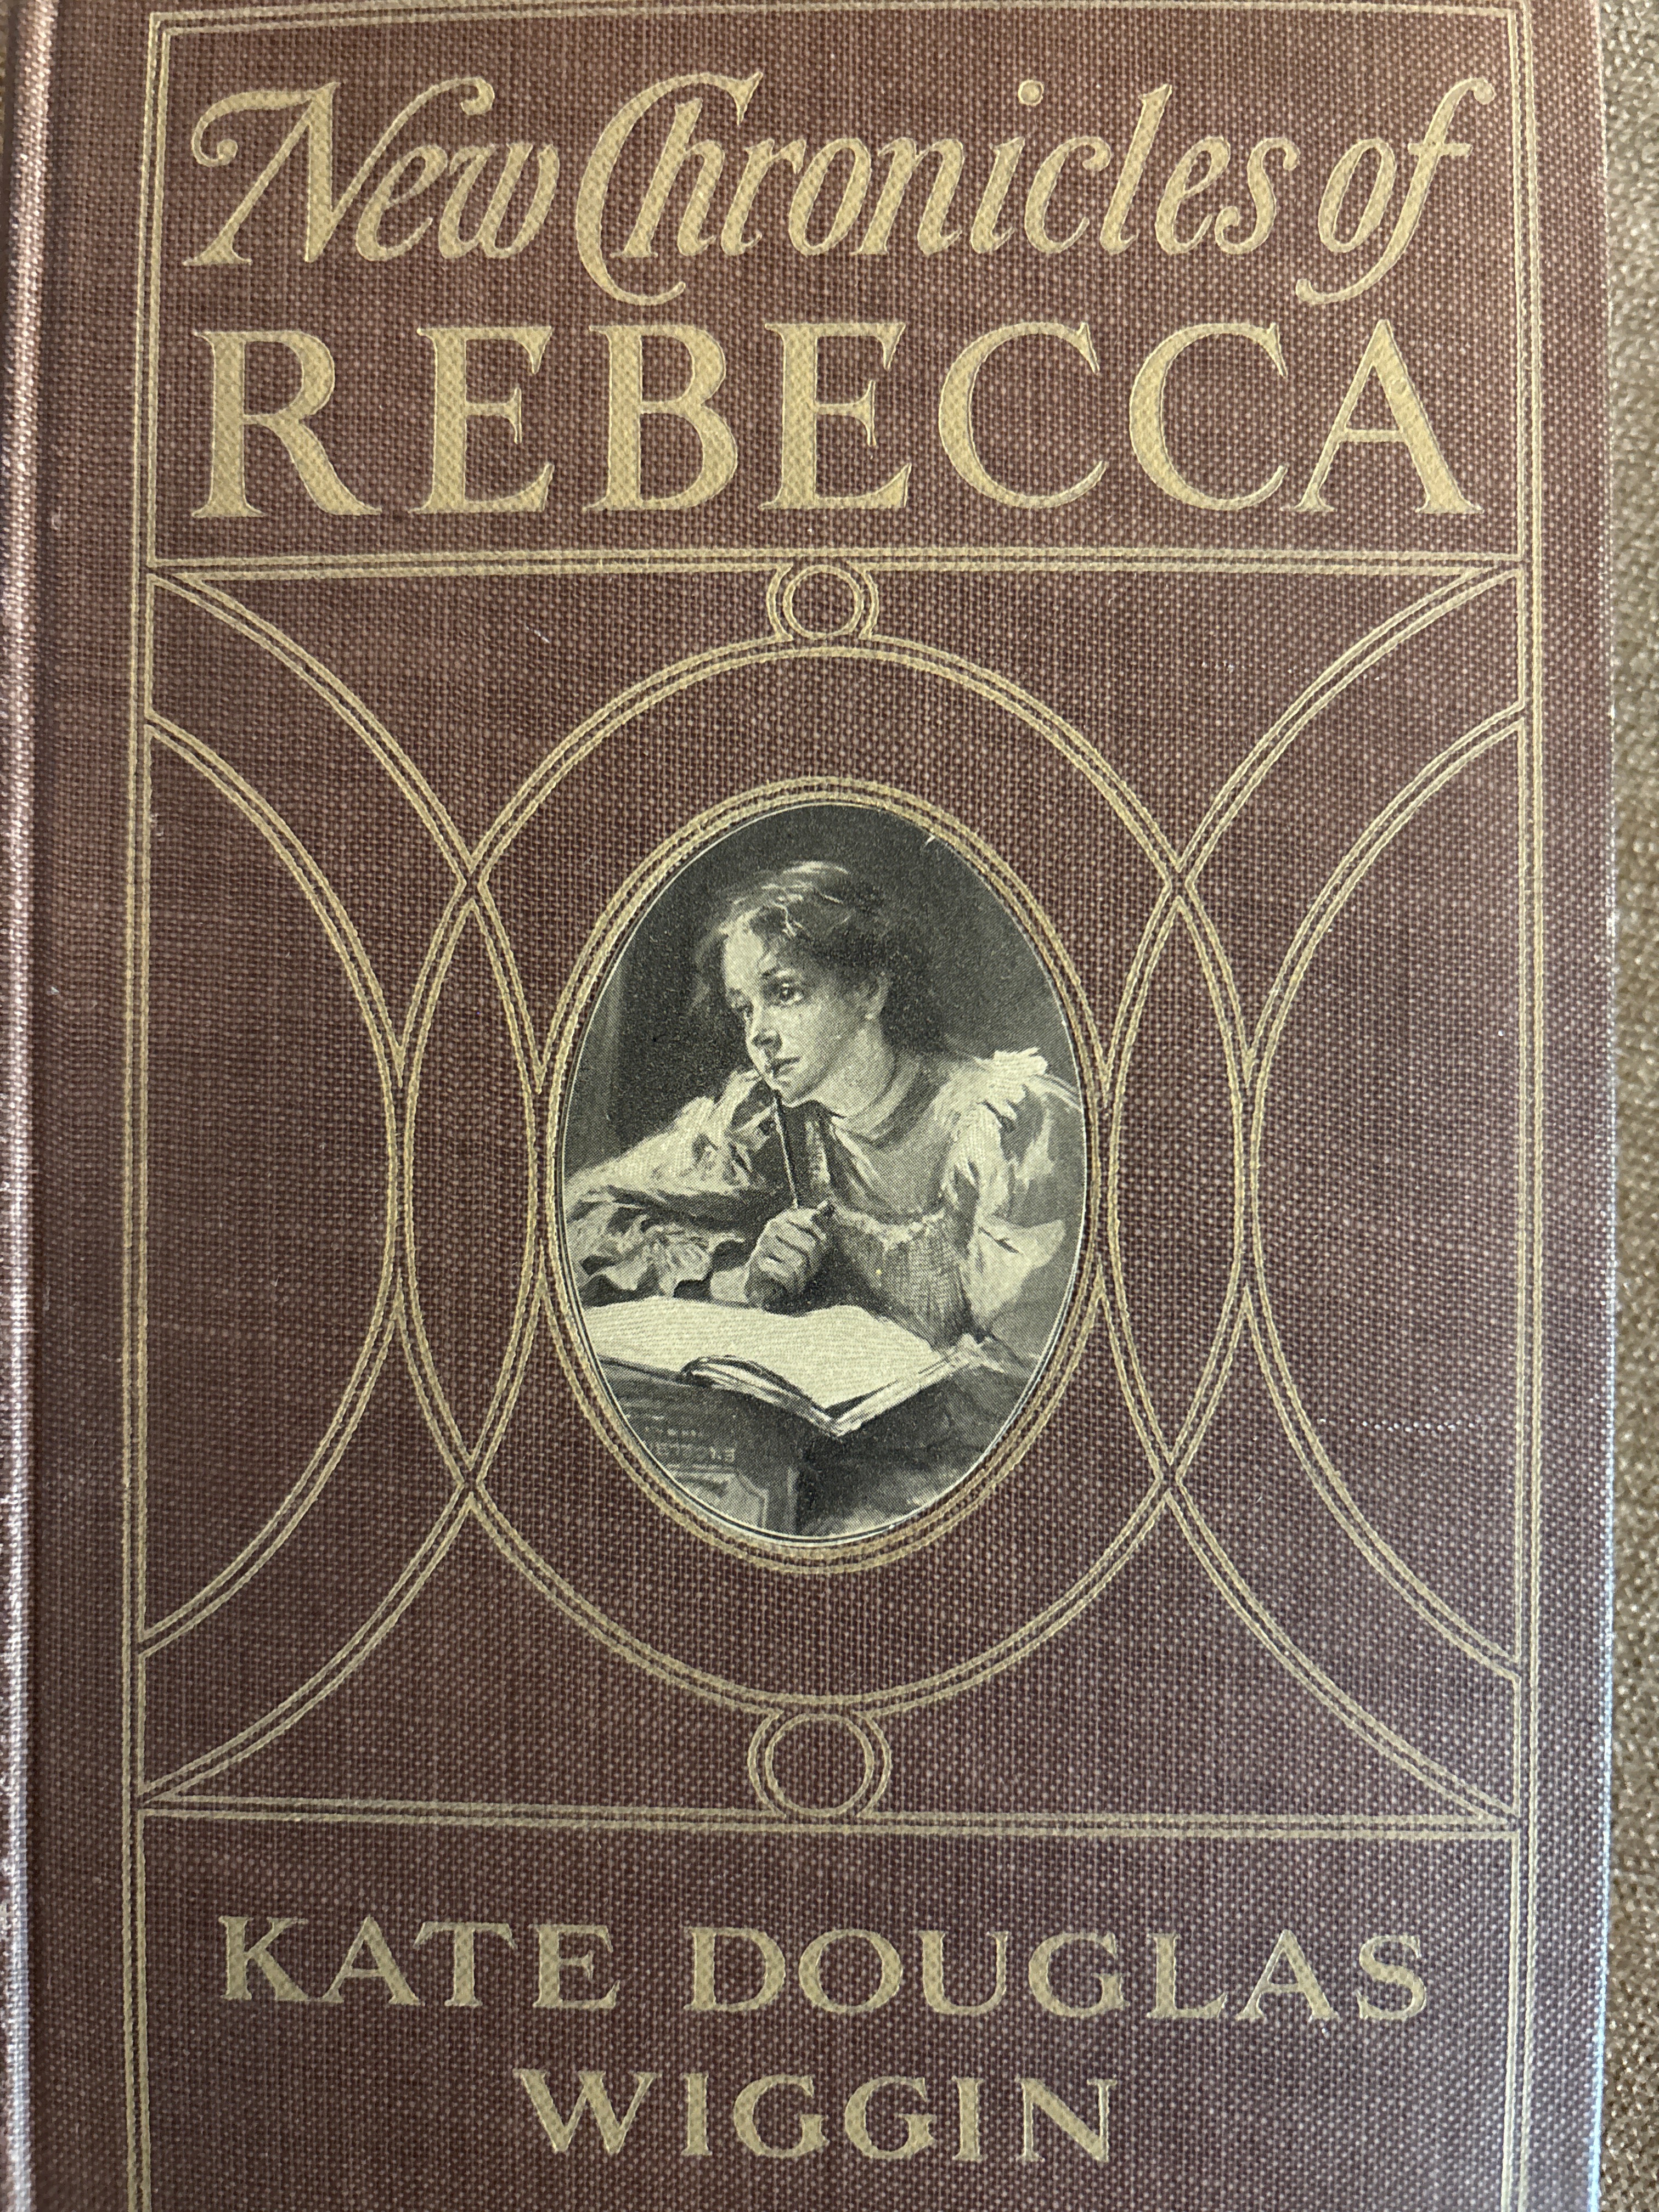 New Chronicles of
REBECCA
KATE DOUGLAS
WIGGIN